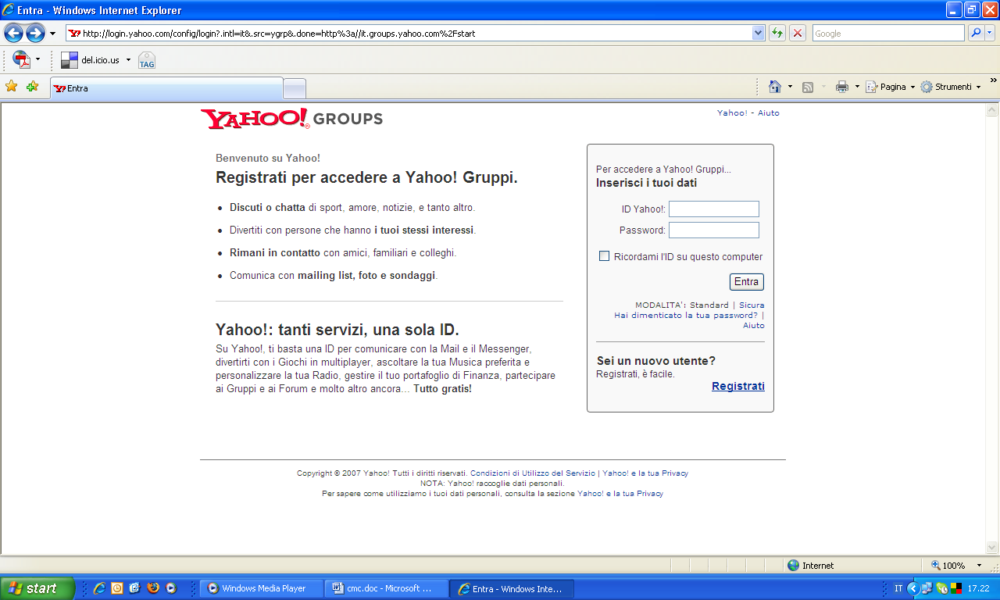 Entra - Windows Internet Explorer
http://login.yahoo.com/config/login?.intl=it&.src=ygrp&.done=http%3a//it.groups.yahoo.com%2Fstart
Google
del.icio.us
TAG
Entra
Pagina
Strumenti
YAHOO!® GROUPS
Yahoo! - Aiuto
Benvenuto su Yahoo!
Registrati per accedere a Yahoo! Gruppi.
• Discuti o chatta di sport, amore, notizie, e tanto altro.
• Divertiti con persone che hanno i tuoi stessi interessi.
• Rimani in contatto con amici, familiari e colleghi.
• Comunica con mailing list, foto e sondaggi.
Yahoo!: tanti servizi, una sola ID.
Su Yahoo!, ti basta una ID per comunicare con la Mail e il Messenger,
divertirti con i Giochi in multiplayer, ascoltare la tua Musica preferita e
personalizzare la tua Radio, gestire il tuo portafoglio di Finanza, partecipare
ai Gruppi e ai Forum e molto altro ancora... Tutto gratis!
Per accedere a Yahoo! Gruppi...
Inserisci i tuoi dati
ID Yahoo!:
Password:
Ricordami l'ID su questo computer
Entra
MODALITA': Standard | Sicura
Hai dimenticato la tua password? |
Aiuto
Sei un nuovo utente?
Registrati, è facile.
Registrati
Copyright © 2007 Yahoo! Tutti i diritti riservati. Condizioni di Utilizzo del Servizio | Yahoo! e la tua Privacy
NOTA: Yahoo! raccoglie dati personali.
Per sapere come utilizziamo i tuoi dati personali, consulta la sezione Yahoo! e la tua Privacy
Internet
100%
start
Windows Media Player
cmc.doc - Microsoft ...
Entra - Windows Inte...
IT
17.22